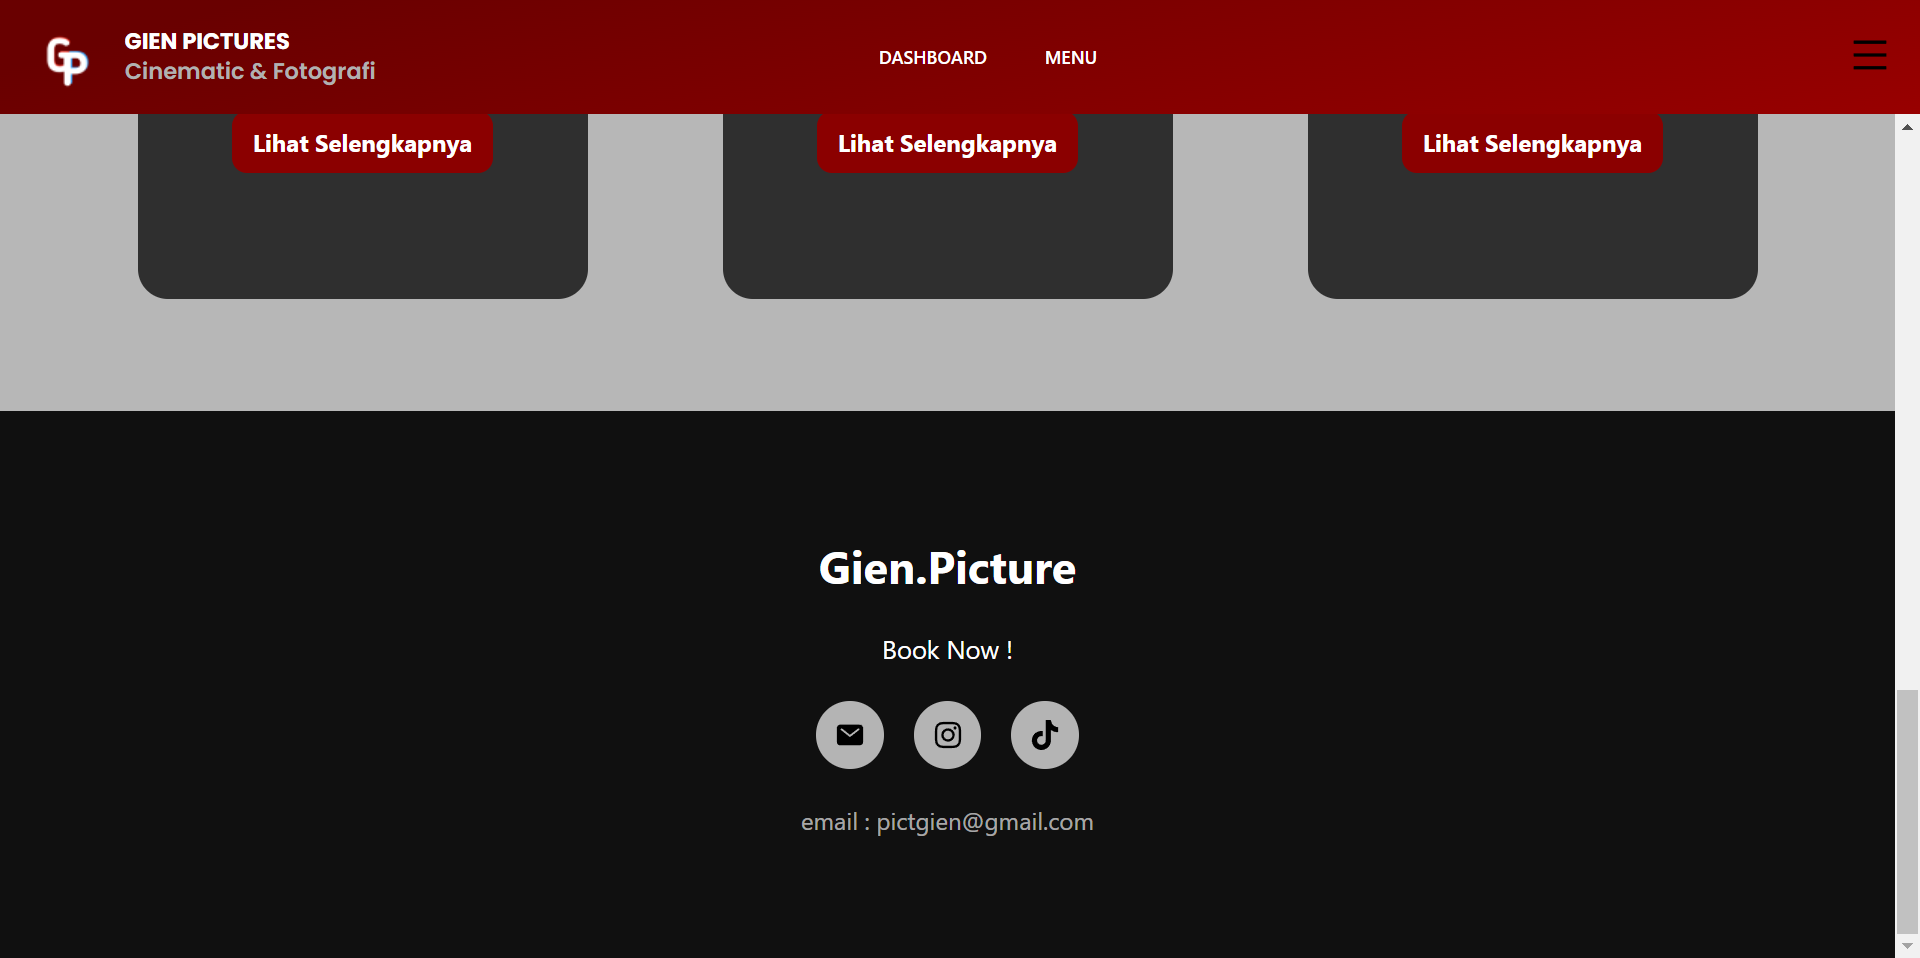 GP
GIEN PICTURES
Cinematic & Fotografi
DASHBOARD
MENU
Lihat Selengkapnya
Lihat Selengkapnya
Lihat Selengkapnya
Gien.Picture
Book Now !
email : pictgien@gmail.com